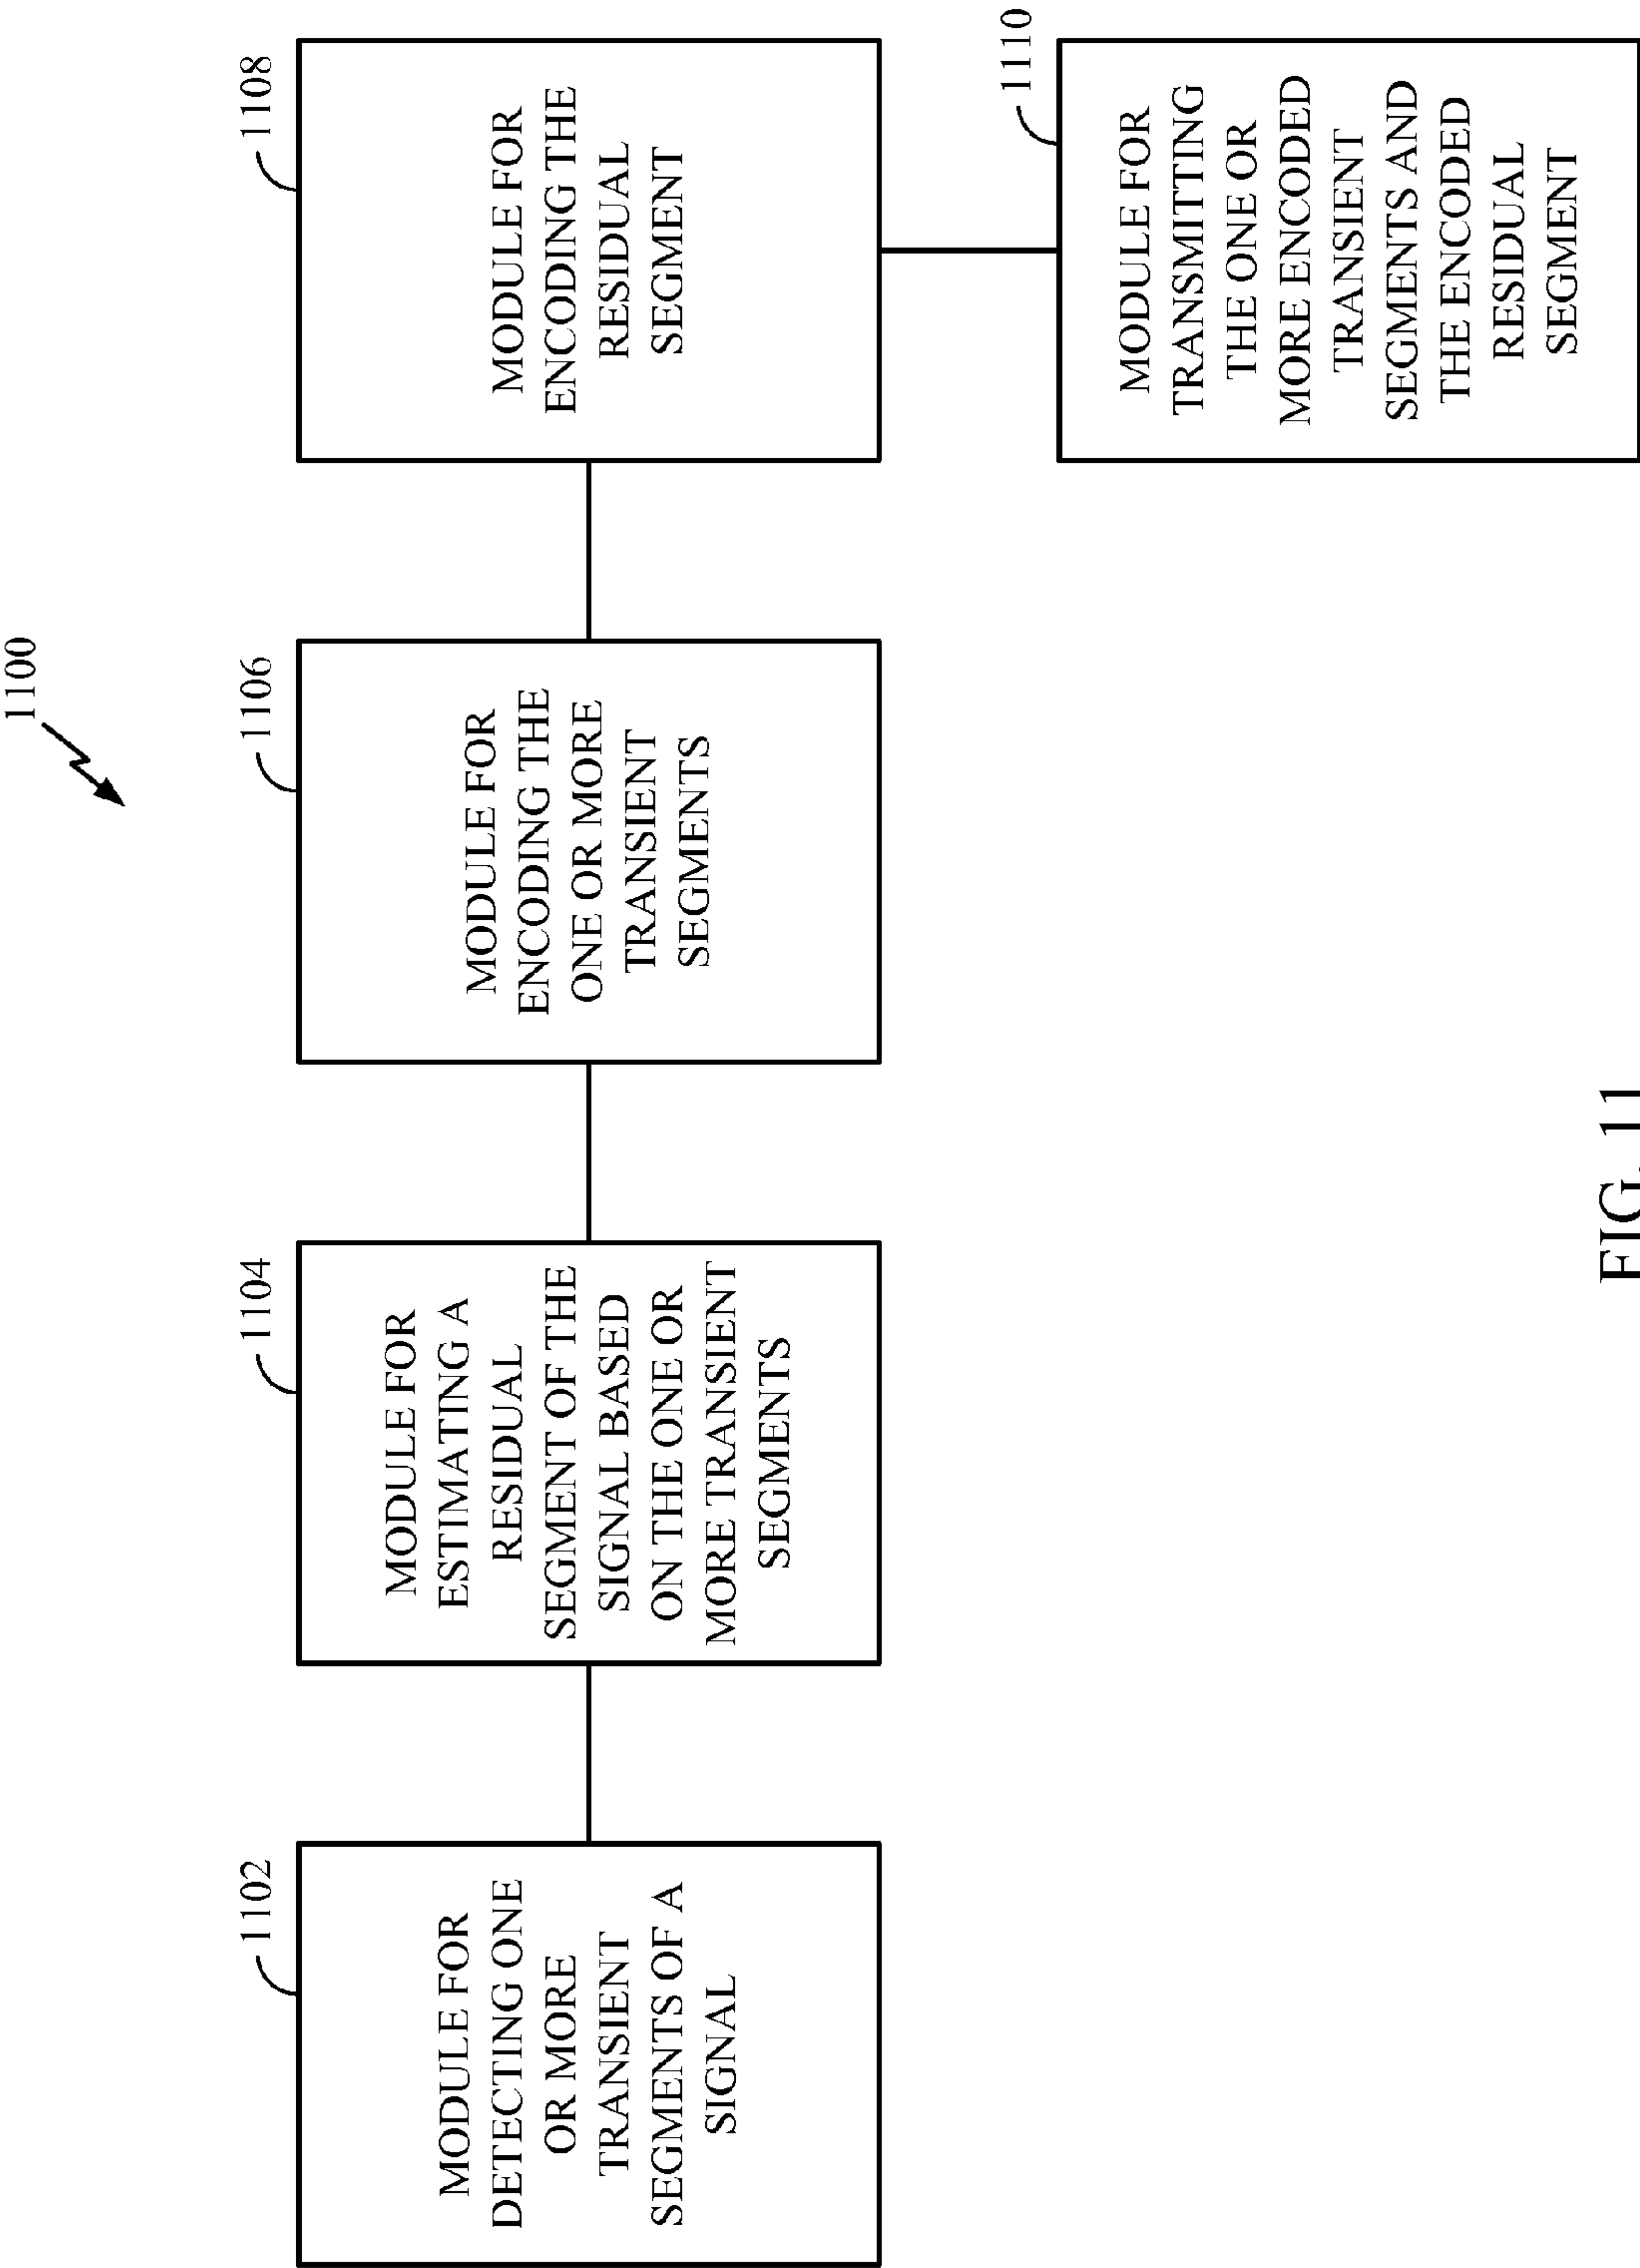 1100
1102
MODULE FOR
DETECTING ONE
OR MORE
TRANSIENT
SEGMENTS OF A
SIGNAL
1104
MODULE FOR
ESTIMATING A
RESIDUAL
SEGMENT OF THE
SIGNAL BASED
ON THE ONE OR
MORE TRANSIENT
SEGMENTS
1106
MODULE FOR
ENCODING THE
ONE OR MORE
TRANSIENT
SEGMENTS
1108
MODULE FOR
ENCODING THE
RESIDUAL
SEGMENT
1110
MODULE FOR
TRANSMITTING
THE ONE OR
MORE ENCODED
TRANSIENT
SEGMENTS AND
THE ENCODED
RESIDUAL
SEGMENT
FIG. 11